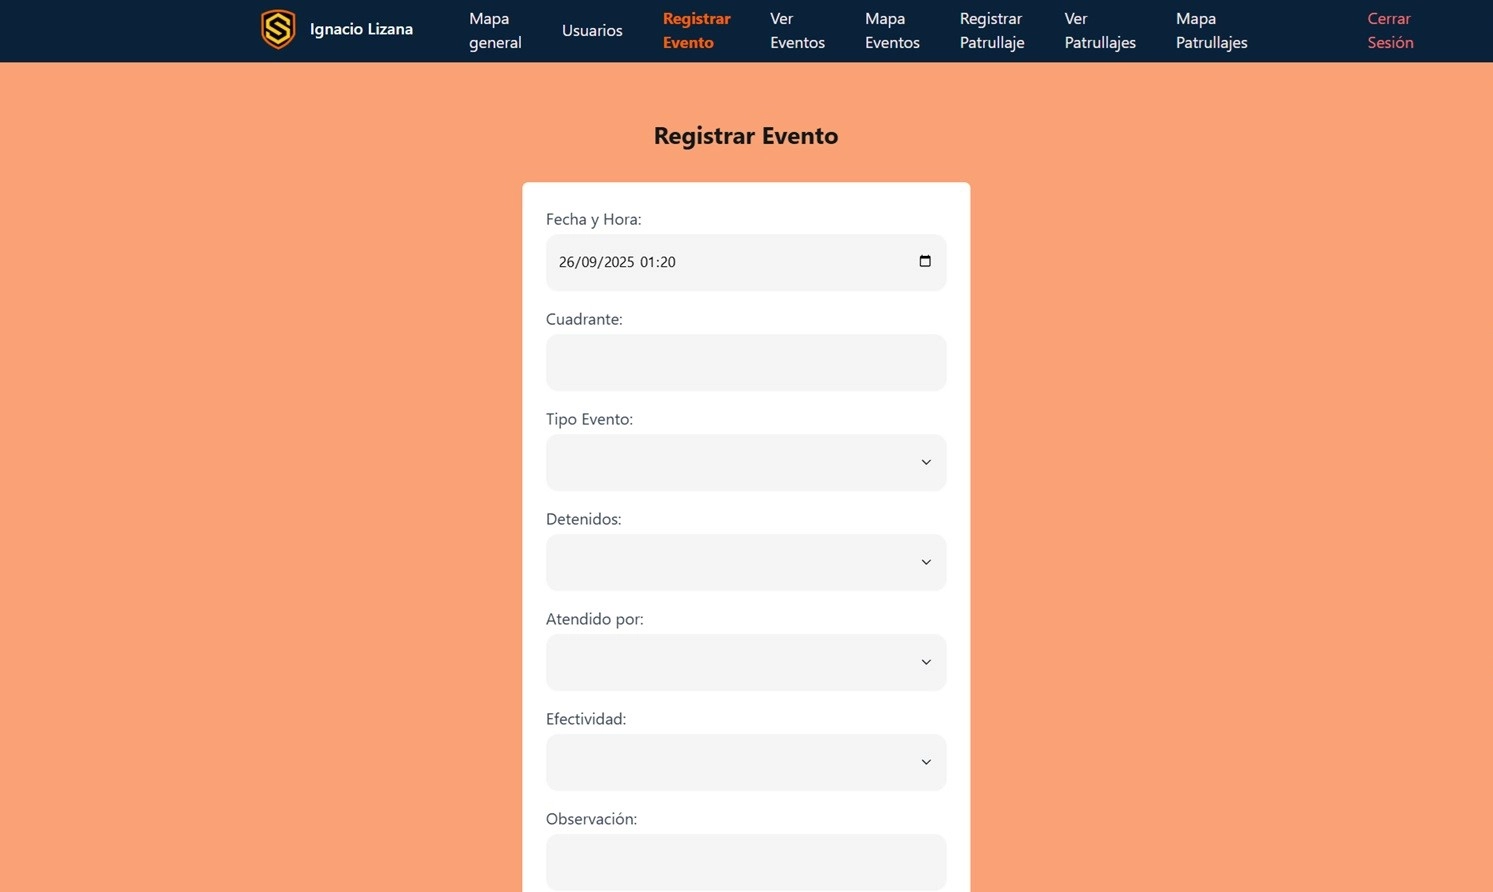 Ignacio Lizana
Mapa
general
Usuarios
Registrar
Evento
Ver
Eventos
Mapa
Eventos
Registrar
Patrullaje
Ver
Patrullajes
Mapa
Patrullajes
Cerrar
Sesión
Registrar Evento
Fecha y Hora:
26/09/2025 01:20
Cuadrante:
Tipo Evento:
Detenidos:
Atendido por:
Efectividad:
Observación: